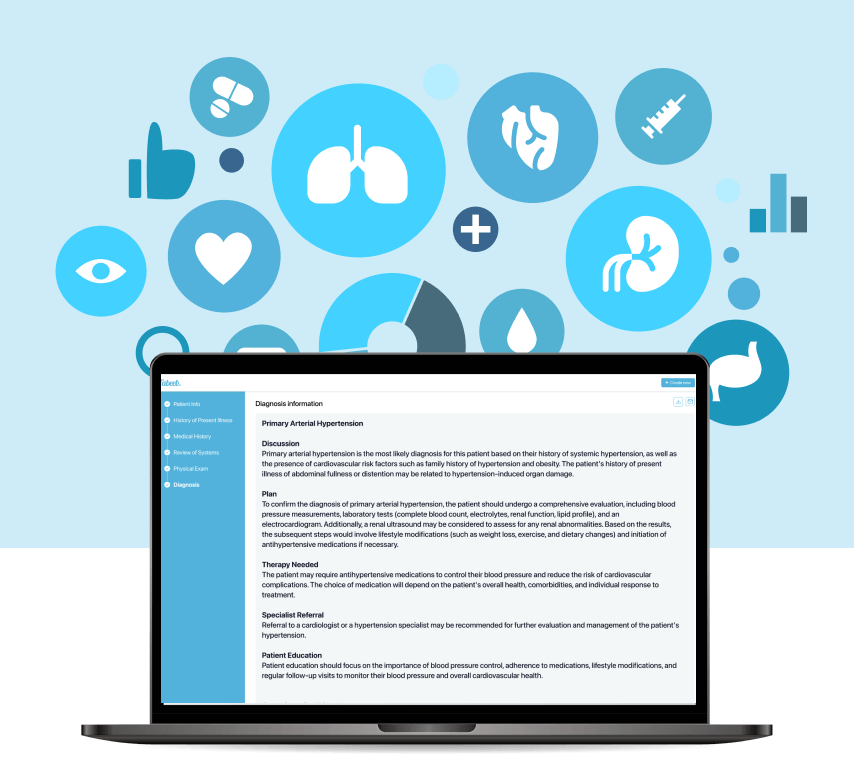 Create new
Patient Info
History of Present Illness
Medical History
Review of Systems
Physical Exam
Diagnosis
Diagnosis information
Primary Arterial Hypertension
Discussion
Primary arterial hypertension is the most likely diagnosis for this patient based on their history of systemic hypertension, as well as
the presence of cardiovascular risk factors such as family history of hypertension and obesity. The patient's history of present
illness of abdominal fullness or distention may be related to hypertension-induced organ damage.
Plan
To confirm the diagnosis of primary arterial hypertension, the patient should undergo a comprehensive evaluation, including blood
pressure measurements, laboratory tests (complete blood count, electrolytes, renal function, lipid profile), and an
electrocardiogram. Additionally, a renal ultrasound may be considered to assess for any renal abnormalities. Based on the results,
the subsequent steps would involve lifestyle modifications (such as weight loss, exercise, and dietary changes) and initiation of
antihypertensive medications if necessary.
Therapy Needed
The patient may require antihypertensive medications to control their blood pressure and reduce the risk of cardiovascular
complications. The choice of medication will depend on the patient's overall health, comorbidities, and individual response to
treatment.
Specialist Referral
Referral to a cardiologist or a hypertension specialist may be recommended for further evaluation and management of the patient's
hypertension.
Patient Education
Patient education should focus on the importance of blood pressure control, adherence to medications, lifestyle modifications, and
regular follow-up visits to monitor their blood pressure and overall cardiovascular health.